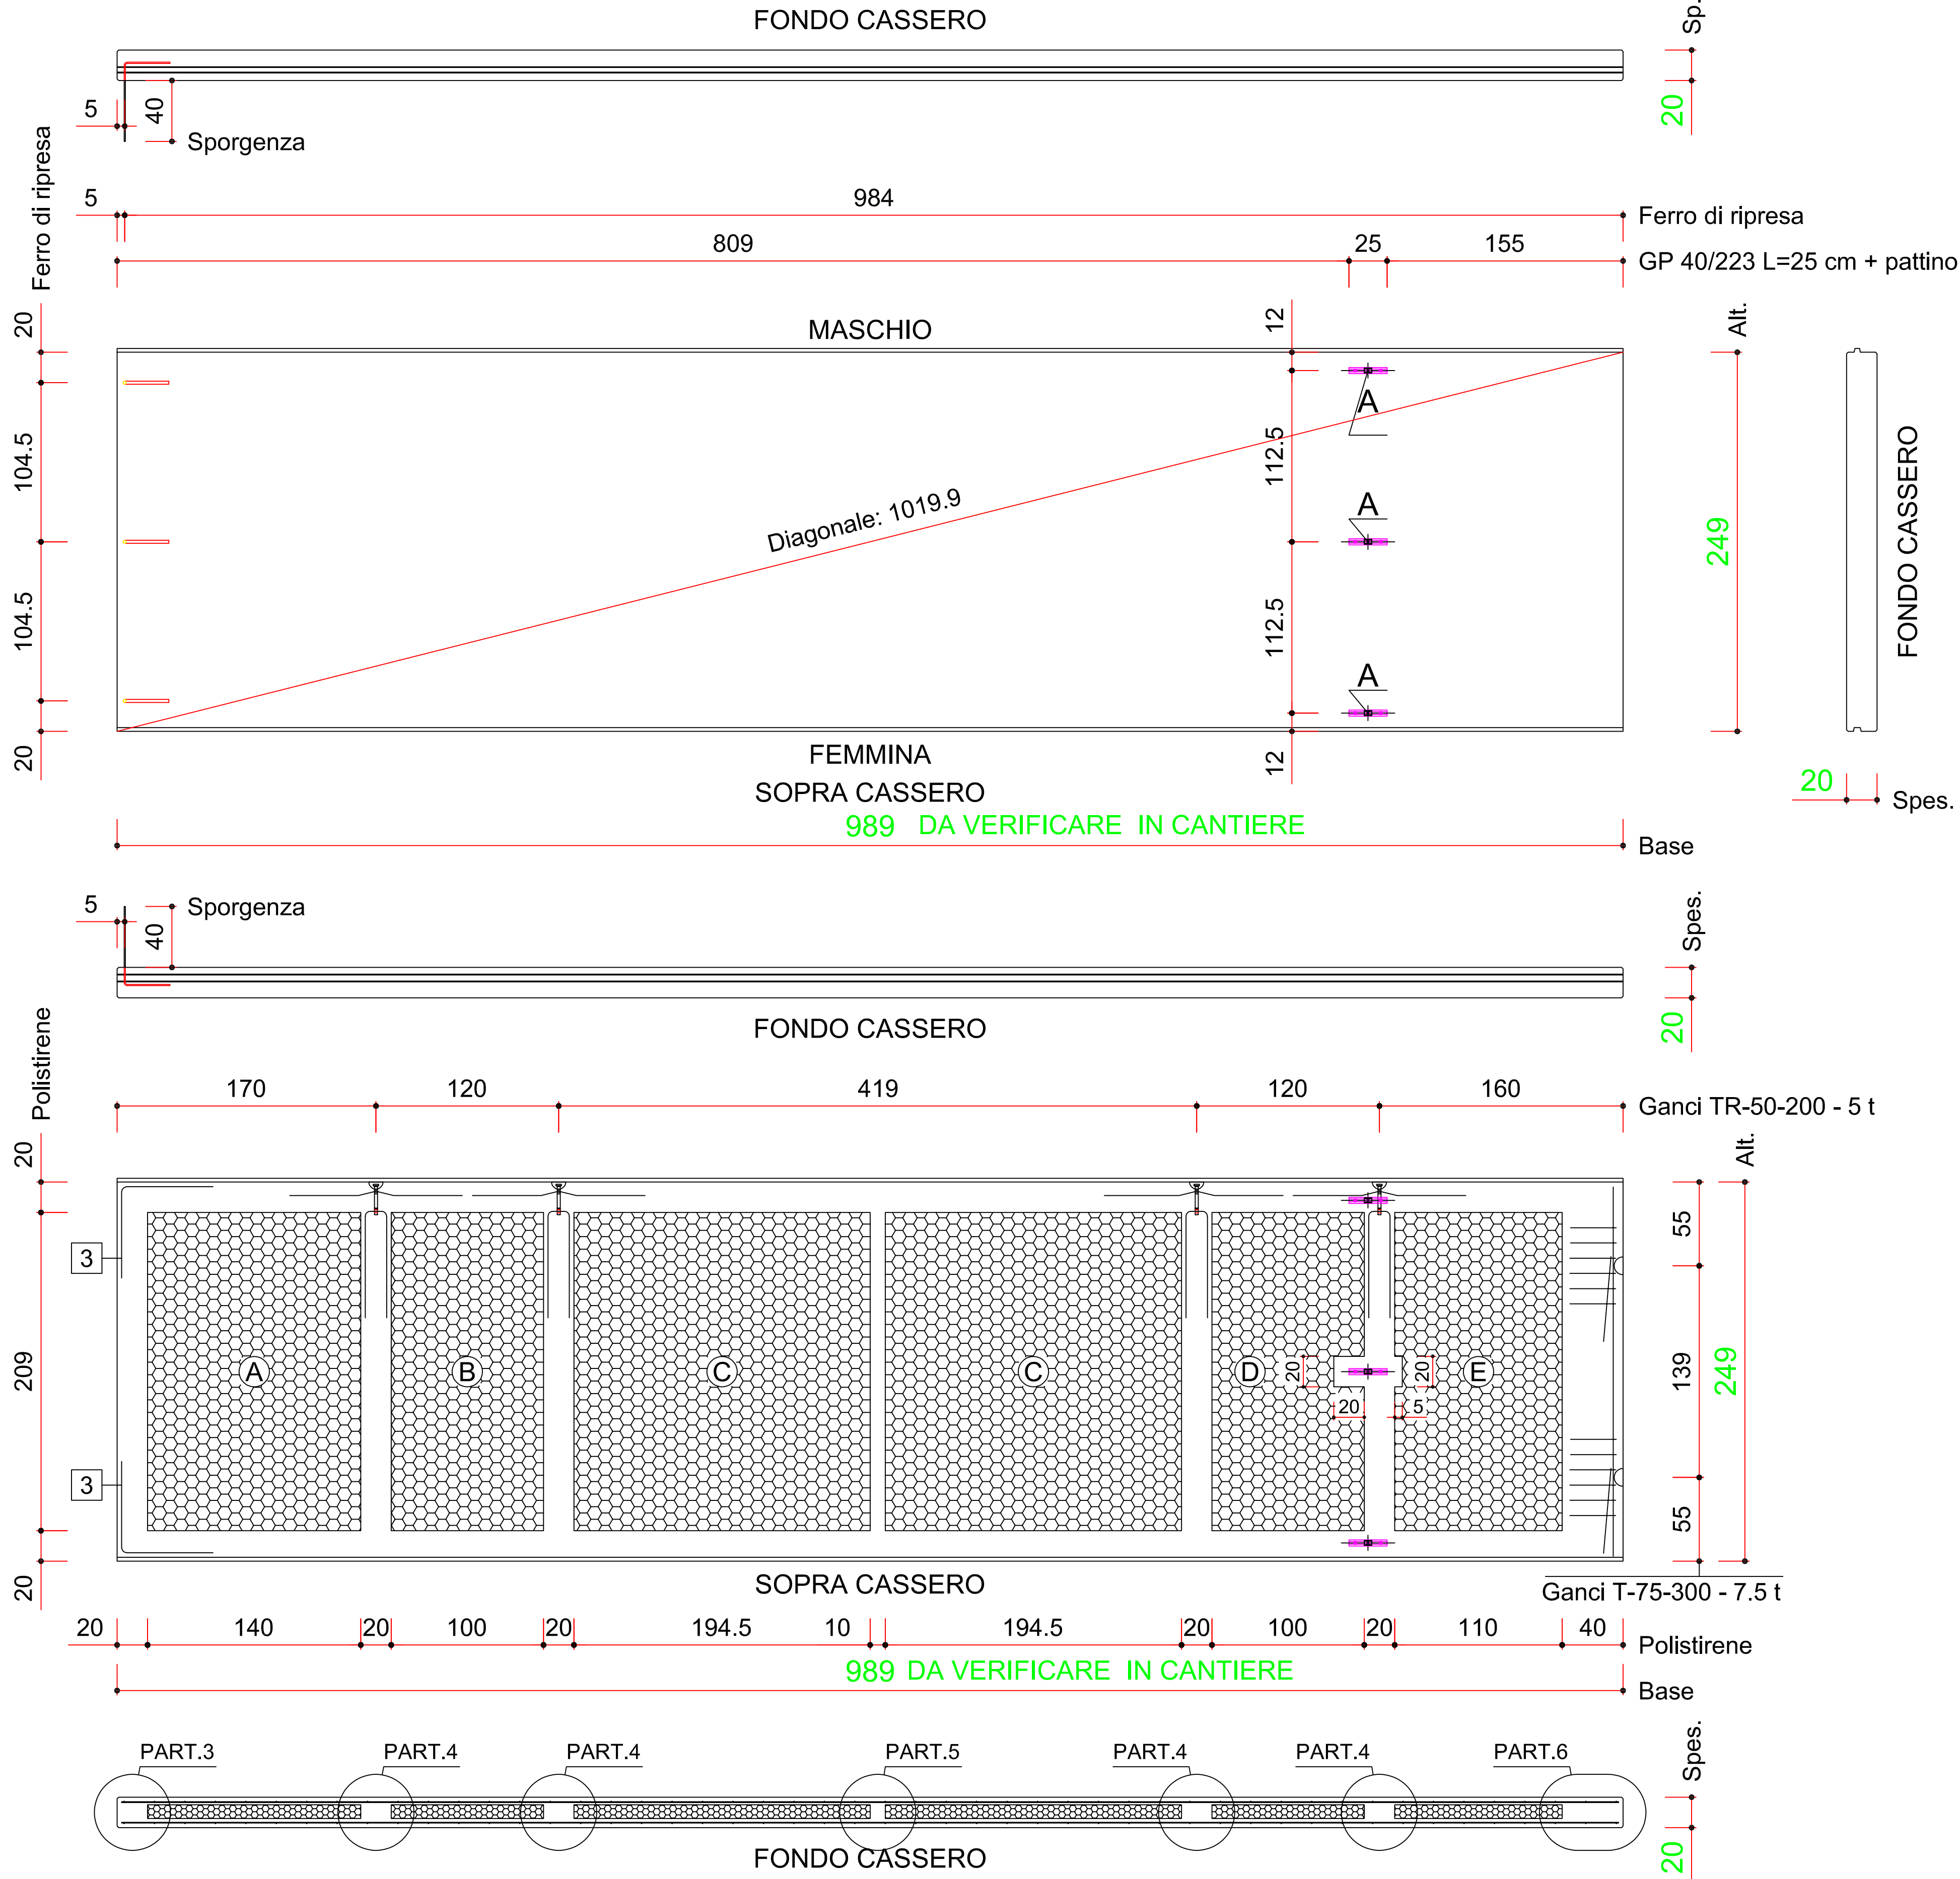 FONDO CASSERO
Sp.
5
40
Sporgenza
20
Ferro di ripresa
5
984
Ferro di ripresa
809
25
155
GP 40/223 L=25 cm + pattino
20
MASCHIO
12
Alt.
A
104.5
112.5
Diagonale: 1019.9
A
249
FONDO CASSERO
104.5
112.5
A
20
FEMMINA
12
SOPRA CASSERO
20
Spes.
989 DA VERIFICARE IN CANTIERE
Base
5
40
Sporgenza
Spes.
20
FONDO CASSERO
Polistirene
170
120
419
120
160
Ganci TR-50-200 - 5 t
20
Alt.
55
3
209
A
B
C
C
D
20
20
E
20
5
139
249
3
55
20
SOPRA CASSERO
Ganci T-75-300 - 7.5 t
20
140
20
100
20
194.5
10
194.5
20
100
20
110
40
Polistirene
989 DA VERIFICARE IN CANTIERE
Base
PART.3
PART.4
PART.4
PART.5
PART.4
PART.4
PART.6
Spes.
20
FONDO CASSERO